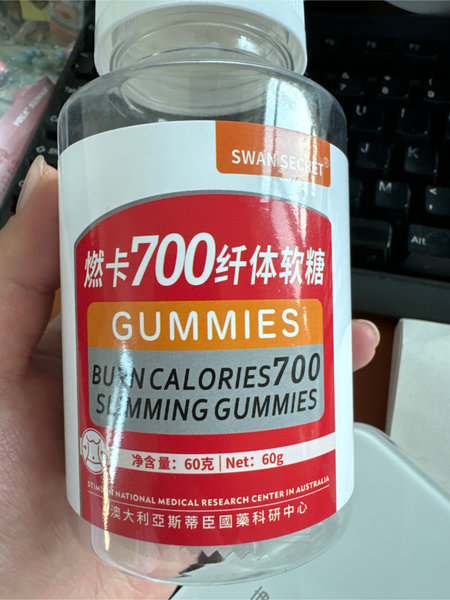 SWAN SECRET®
燃卡700纤体软糖
GUMMIES
BURN CALORIES700
SLIMMING GUMMIES
净含量：60克 | Net: 60g
NATIONAL MEDICAL RESEARCH CENTER IN AUSTRALIA
澳大利亞斯蒂臣國藥科研中心
Alt